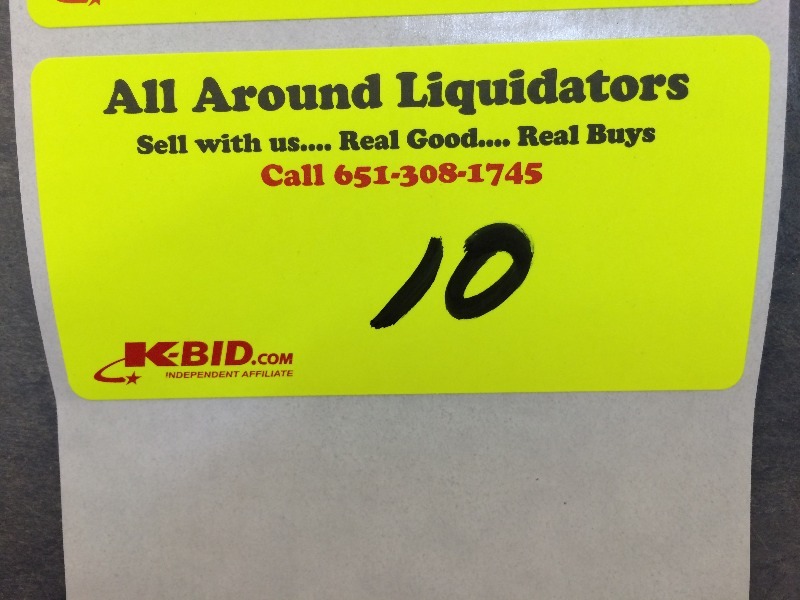 All Around Liquidators
Sell with us.... Real Good.... Real Buys
Call 651-308-1745
10
K-BID.COM
INDEPENDENT AFFILIATE